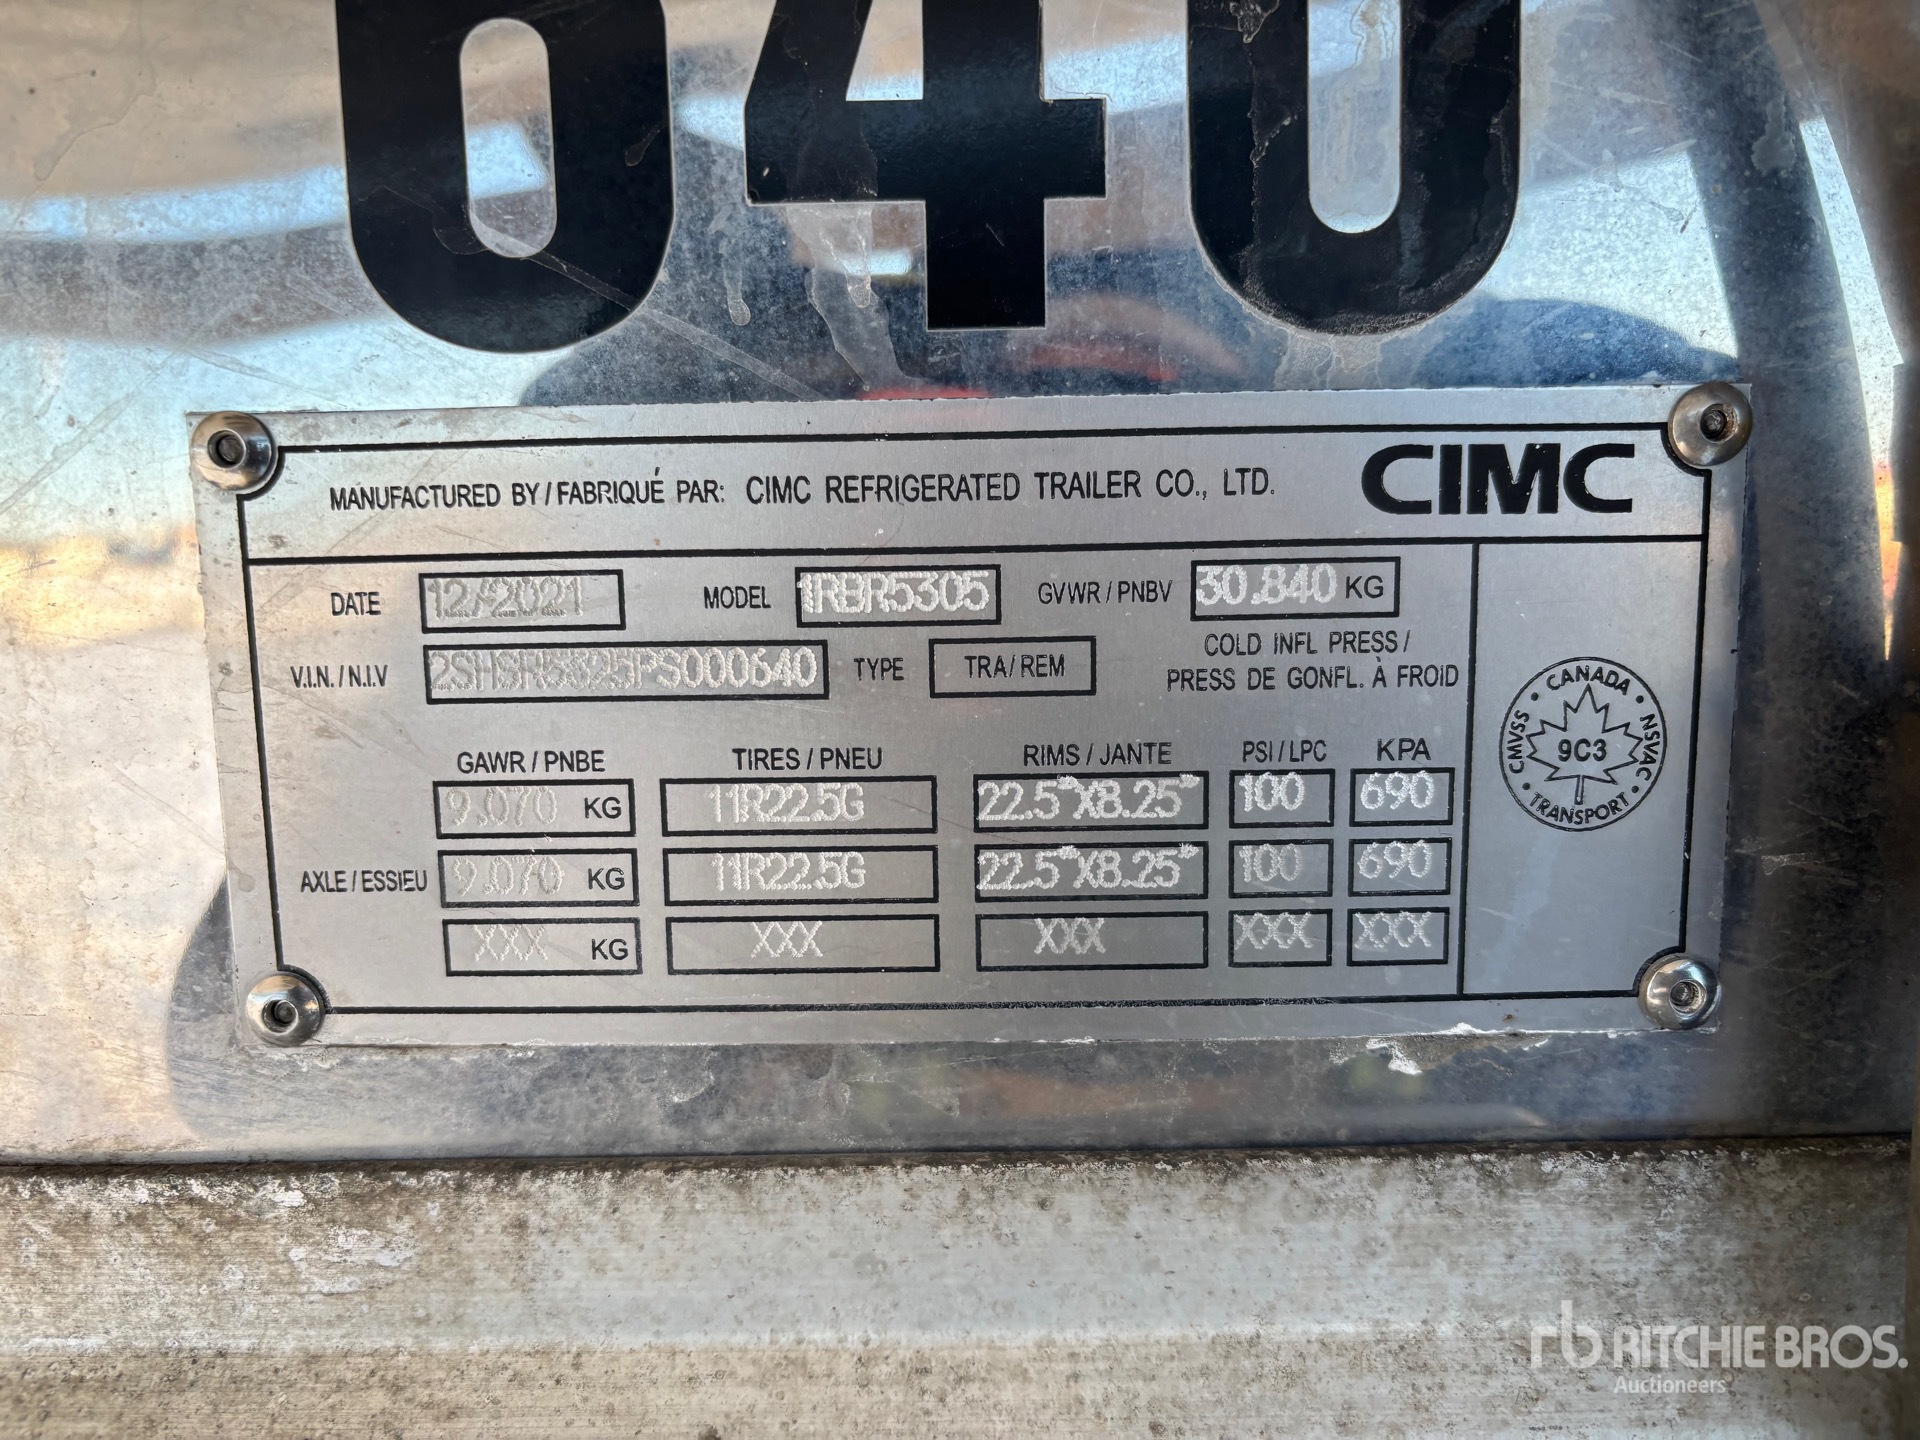 640
MANUFACTURED BY / FABRIQUÉ PAR: CIMC REFRIGERATED TRAILER CO., LTD. CIMC
DATE 12/2021 MODEL 1RBR5305 GVWR / PNBV 30.840 KG
V.I.N. / N.I.V 2SHSR5325PS000640 TYPE TRA/REM
COLD INFL PRESS /
PRESS DE GONFL. À FROID
GAWR / PNBE TIRES / PNEU RIMS / JANTE PSI / LPC KPA
9.070 KG 11R22.5G 22.5"X8.25" 100 690
AXLE / ESSIEU 9.070 KG 11R22.5G 22.5"X8.25" 100 690
XXX KG XXX XXX XXX XXX
CANADA
CMVSS 9C3 NSVAC
TRANSPORT
rb RITCHIE BROS.
Auctioneers